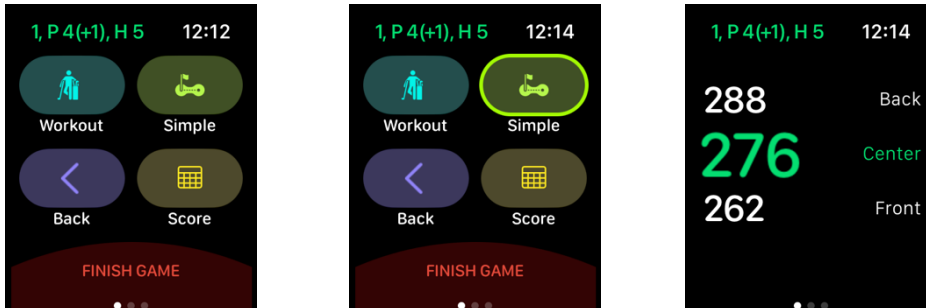 1, P 4(+1), H 5 12:12
Workout Simple
Back Score
FINISH GAME
1, P 4(+1), H 5 12:14
Workout Simple
Back Score
FINISH GAME
1, P 4(+1), H 5 12:14
288 Back
276 Center
262 Front